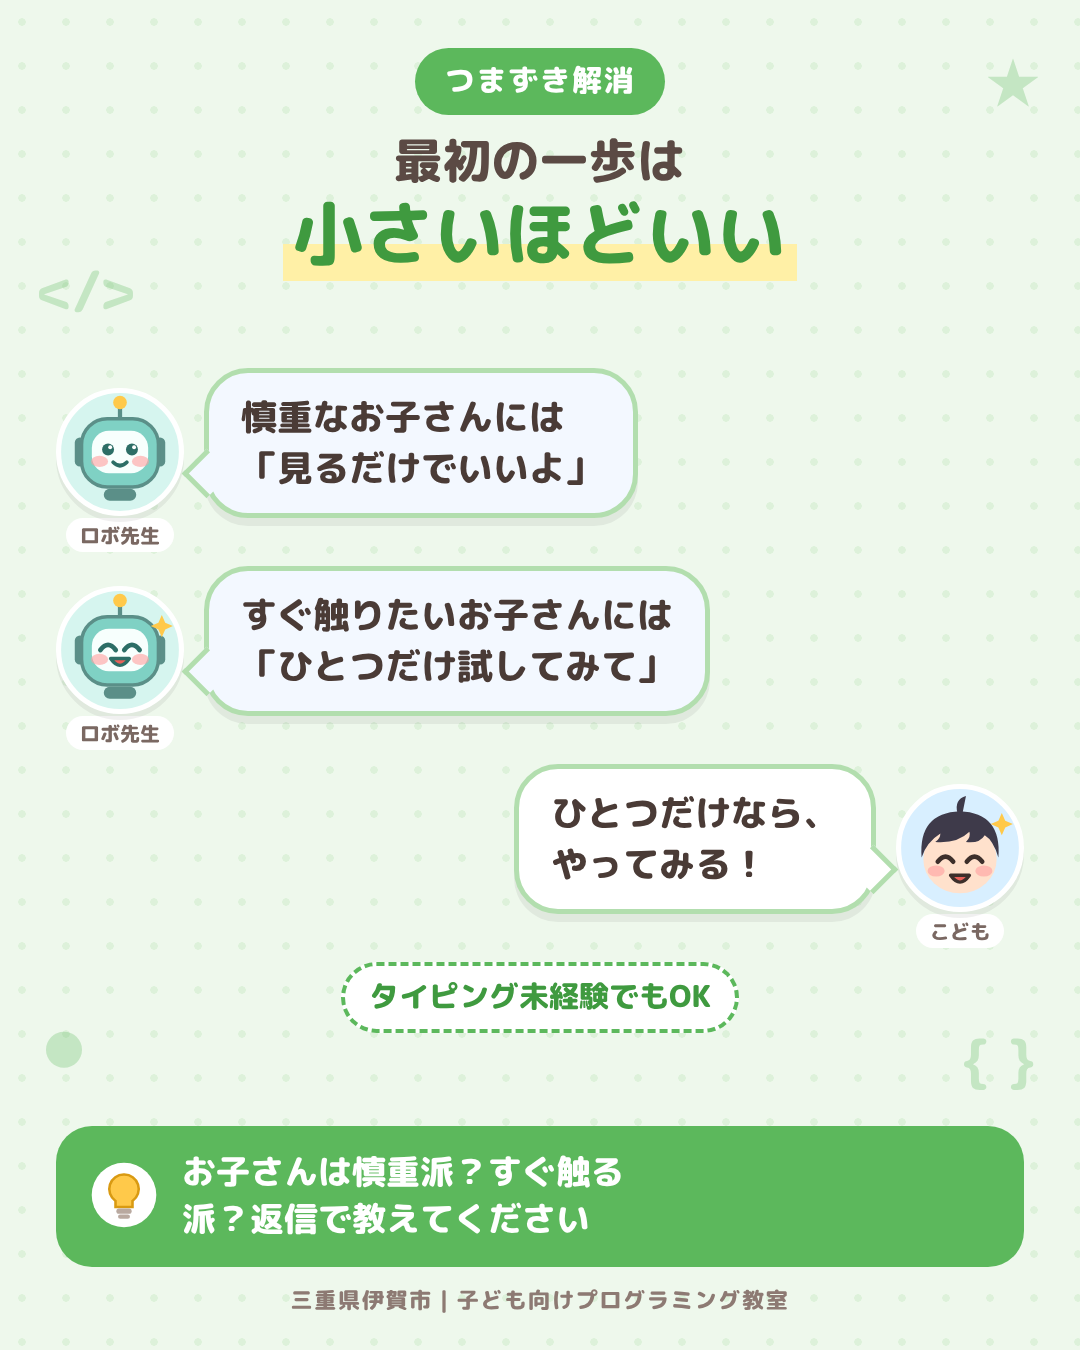 つまずき解消
最初の一歩は
小さいほどいい
</>
慎重なお子さんには
「見るだけでいいよ」
ロボ先生
すぐ触りたいお子さんには
「ひとつだけ試してみて」
ロボ先生
ひとつだけなら、
やってみる！
こども
タイピング未経験でもOK
{ }
お子さんは慎重派？すぐ触る
派？返信で教えてください
三重県伊賀市｜子ども向けプログラミング教室